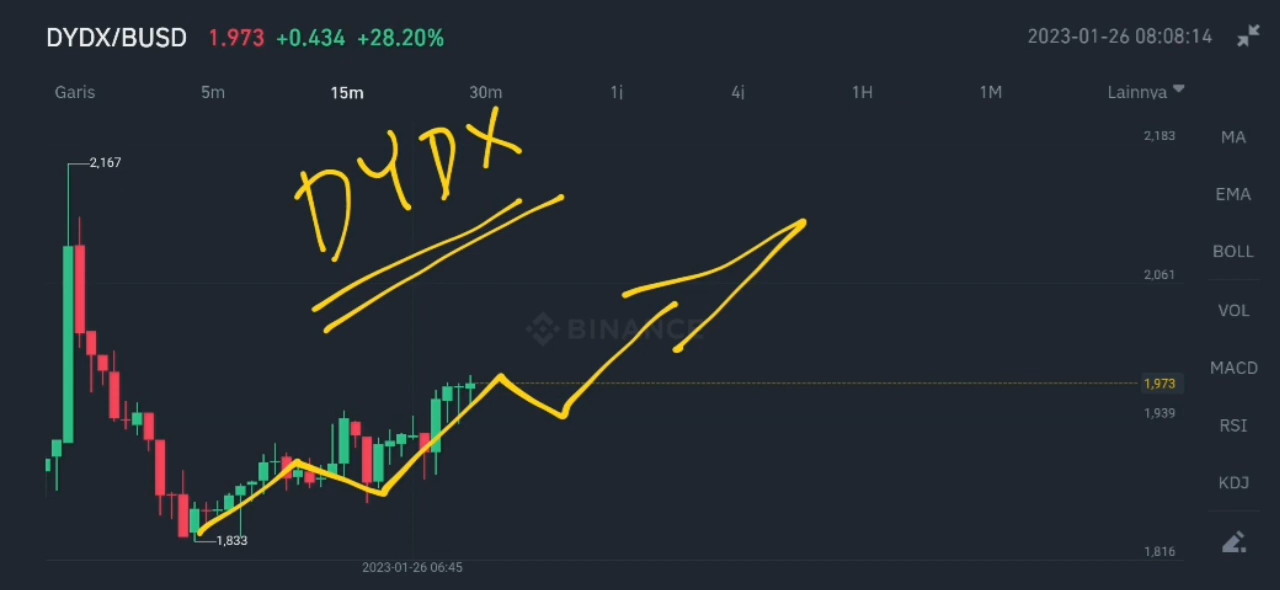 DYDX/BUSD 1.973 +0.434 +28.20% 2023-01-26 08:08:14
Garis 5m 15m 30m 1j 4j 1H 1M Lainnya
2,183 MA
2,167
DYDX
EMA
BOLL
2,061
VOL
BINANCE
MACD
1,973
1,939
RSI
KDJ
1,833
1,816
2023-01-26 06:45